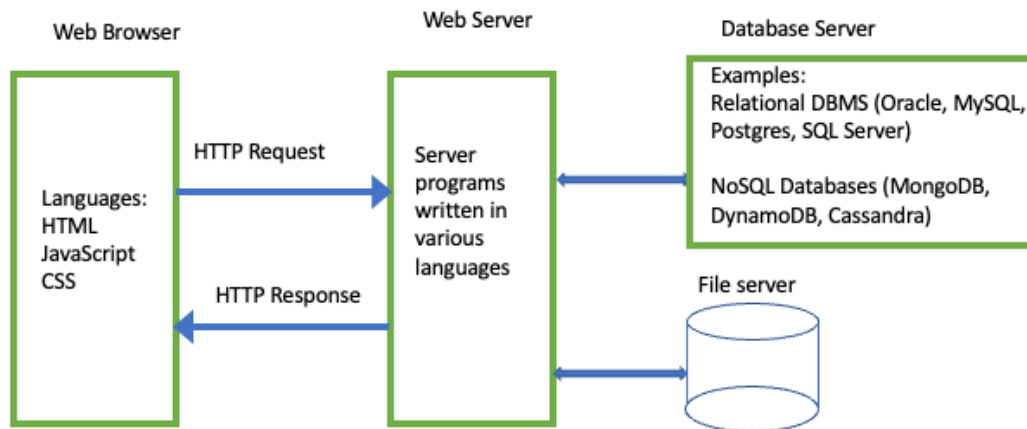 Web Browser
Web Server
Database Server
Languages:
HTML
JavaScript
CSS
HTTP Request
HTTP Response
Server
programs
written in
various
languages
Examples:
Relational DBMS (Oracle, MySQL,
Postgres, SQL Server)
NoSQL Databases (MongoDB,
DynamoDB, Cassandra)
File server